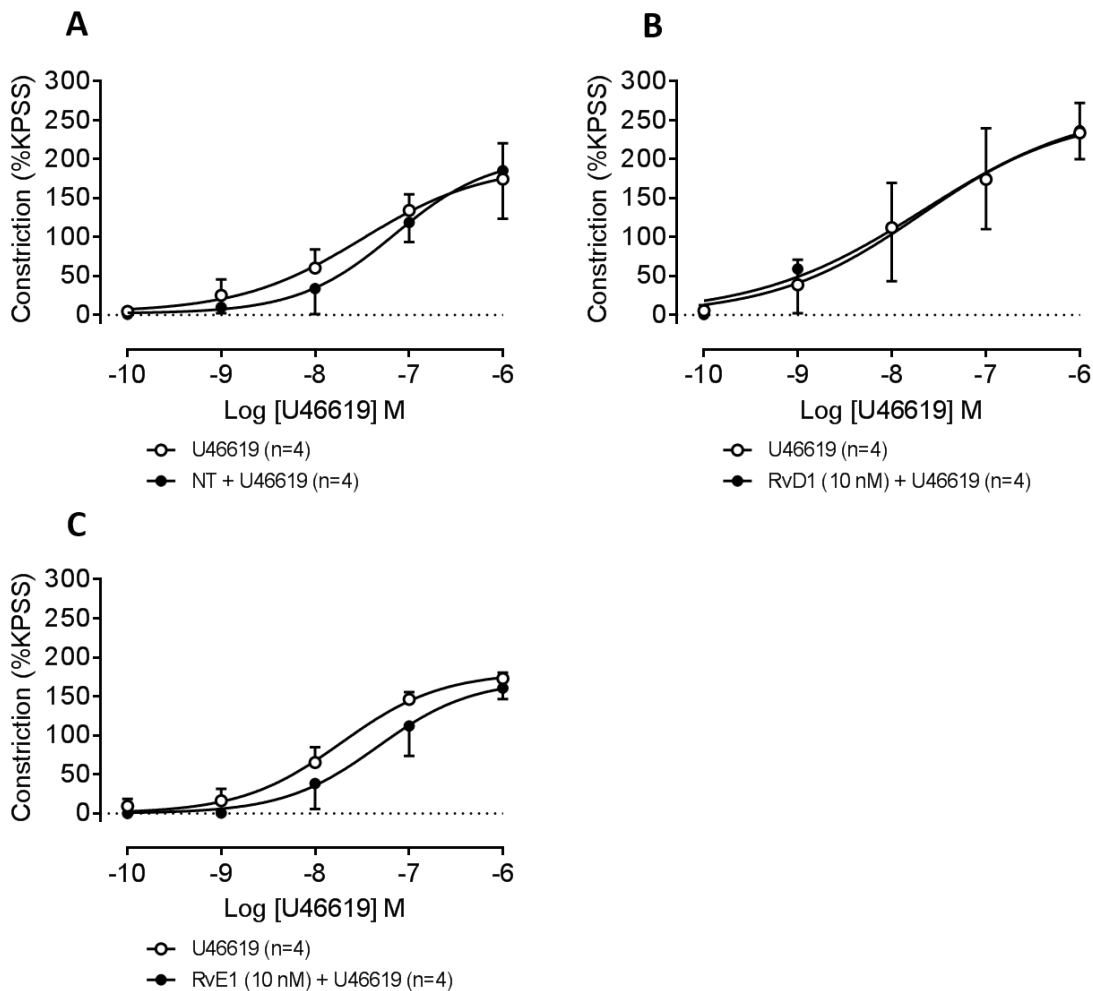 A
Constriction (%KPSS)
300
250
200
150
100
50
0
-10 -9 -8 -7 -6
Log [U46619] M
U46619 (n=4)
NT + U46619 (n=4)
B
Constriction (%KPSS)
300
250
200
150
100
50
0
-10 -9 -8 -7 -6
Log [U46619] M
U46619 (n=4)
RvD1 (10 nM) + U46619 (n=4)
C
Constriction (%KPSS)
300
250
200
150
100
50
0
-10 -9 -8 -7 -6
Log [U46619] M
U46619 (n=4)
RvE1 (10 nM) + U46619 (n=4)